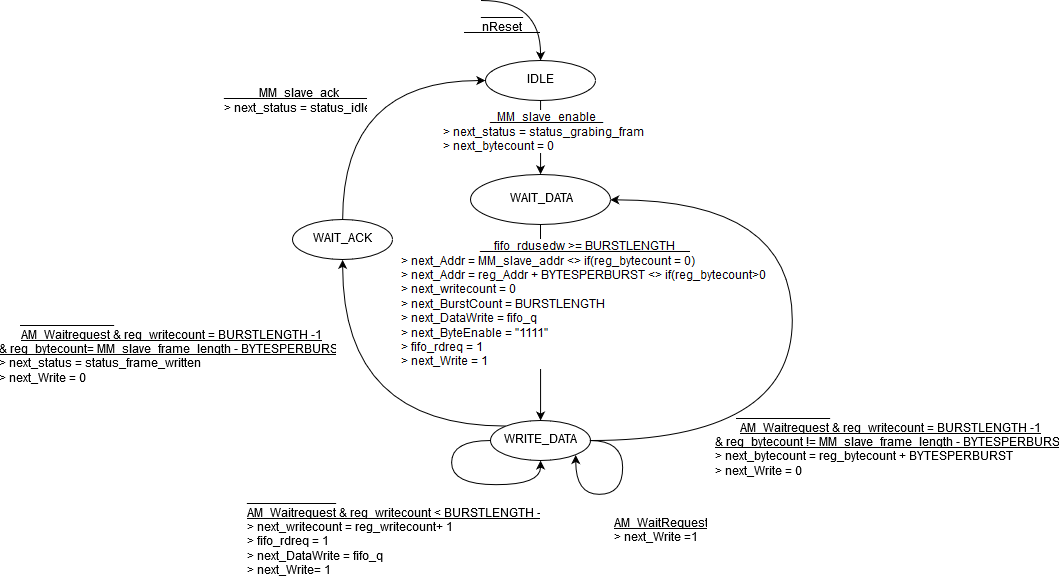 nReset
IDLE
MM_slave_ack
> next_status = status_idle
MM_slave_enable
> next_status = status_grabing_fram
> next_bytecount = 0
WAIT_DATA
WAIT_ACK
fifo_rdusedw >= BURSTLENGTH
> next_Addr = MM_slave_addr <> if(reg_bytecount = 0)
> next_Addr = reg_Addr + BYTESPERBURST <> if(reg_bytecount>0
> next_writecount = 0
> next_BurstCount = BURSTLENGTH
> next_DataWrite = fifo_q
> next_ByteEnable = "1111"
> fifo_rdreq = 1
> next_Write = 1
AM_Waitrequest & reg_writecount = BURSTLENGTH -1
& reg_bytecount= MM_slave_frame_length - BYTESPERBURS
> next_status = status_frame_written
> next_Write = 0
WRITE_DATA
AM_Waitrequest & reg_writecount = BURSTLENGTH -1
& reg_bytecount != MM_slave_frame_length - BYTESPERBURS
> next_bytecount = reg_bytecount + BYTESPERBURST
> next_Write = 0
AM_Waitrequest & reg_writecount < BURSTLENGTH -
> next_writecount = reg_writecount+ 1
> fifo_rdreq = 1
> next_DataWrite = fifo_q
> next_Write= 1
AM_WaitRequest
> next_Write =1